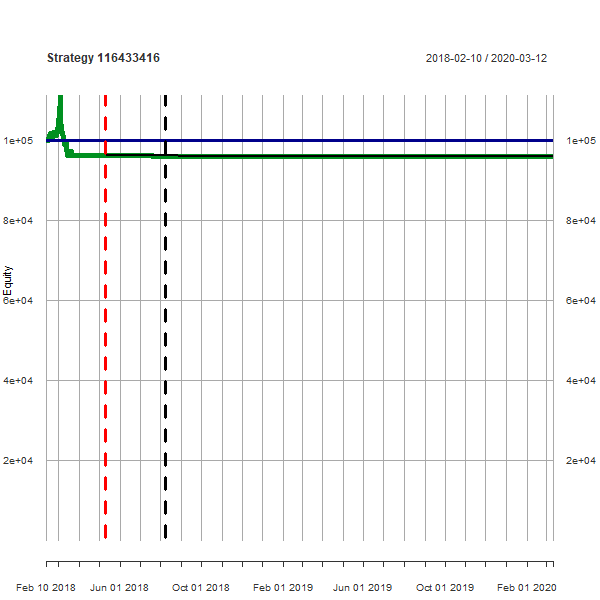 Strategy 116433416
2018-02-10 / 2020-03-12
1e+05
1e+05
8e+04
8e+04
Equity
6e+04
6e+04
4e+04
4e+04
2e+04
2e+04
Feb 10 2018
Jun 01 2018
Oct 01 2018
Feb 01 2019
Jun 01 2019
Oct 01 2019
Feb 01 2020